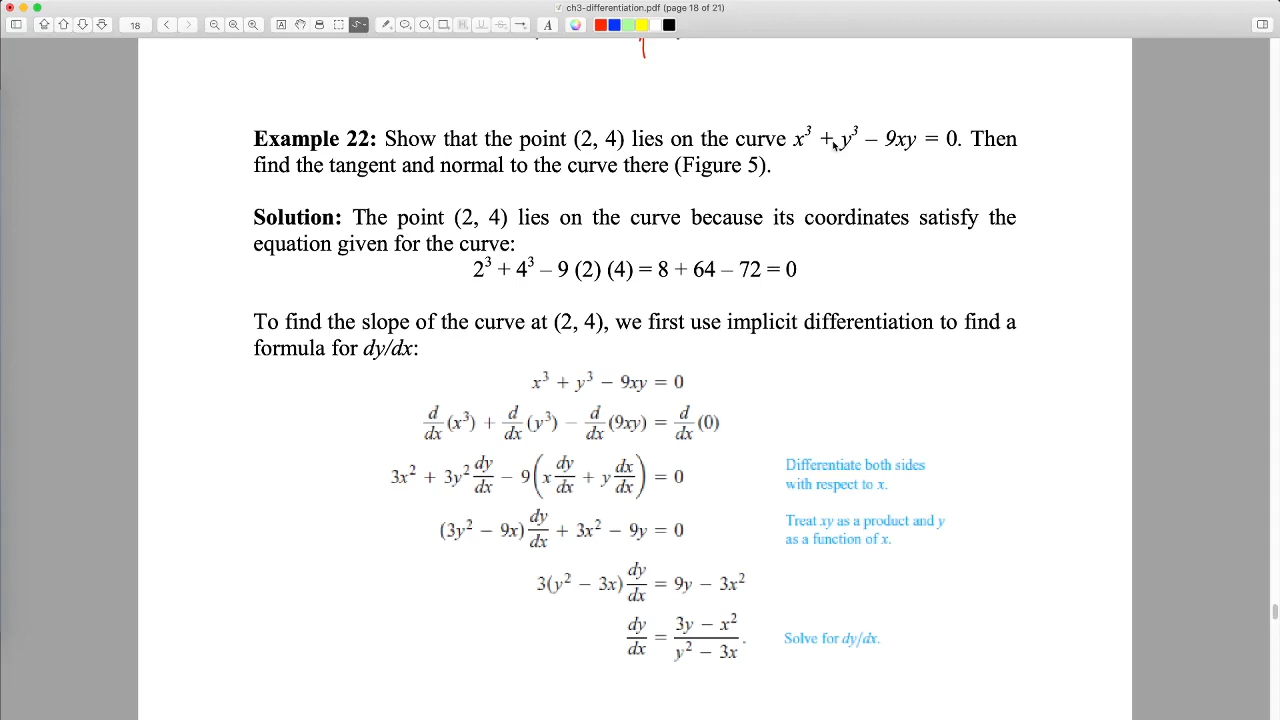 ch3-differentiation.pdf (page 18 of 21)
18
A
Example 22: Show that the point (2, 4) lies on the curve x³ + y³ – 9xy = 0. Then
find the tangent and normal to the curve there (Figure 5).
Solution: The point (2, 4) lies on the curve because its coordinates satisfy the
equation given for the curve:
2³ + 4³ – 9 (2) (4) = 8 + 64 – 72 = 0
To find the slope of the curve at (2, 4), we first use implicit differentiation to find a
formula for dy/dx:
x³ + y³ − 9xy = 0
d/dx (x³) + d/dx (y³) − d/dx (9xy) = d/dx (0)
3x² + 3y² dy/dx − 9(x dy/dx + y dx/dx) = 0
Differentiate both sides
with respect to x.
(3y² − 9x) dy/dx + 3x² − 9y = 0
Treat xy as a product and y
as a function of x.
3(y² − 3x) dy/dx = 9y − 3x²
dy/dx = (3y − x²)/(y² − 3x).
Solve for dy/dx.